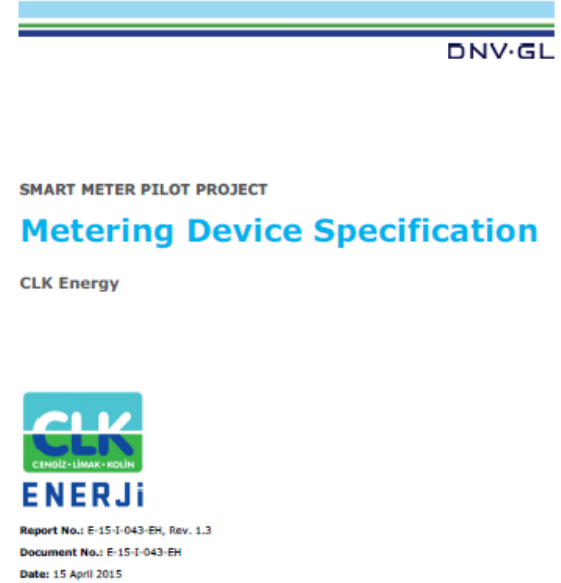 DNV·GL
SMART METER PILOT PROJECT
Metering Device Specification
CLK Energy
CLK
CENGİZ•LİMAK•KOLİN
ENERJi
Report No.: E-15-I-043-EH, Rev. 1.3
Document No.: E-15-I-043-EH
Date: 15 April 2015